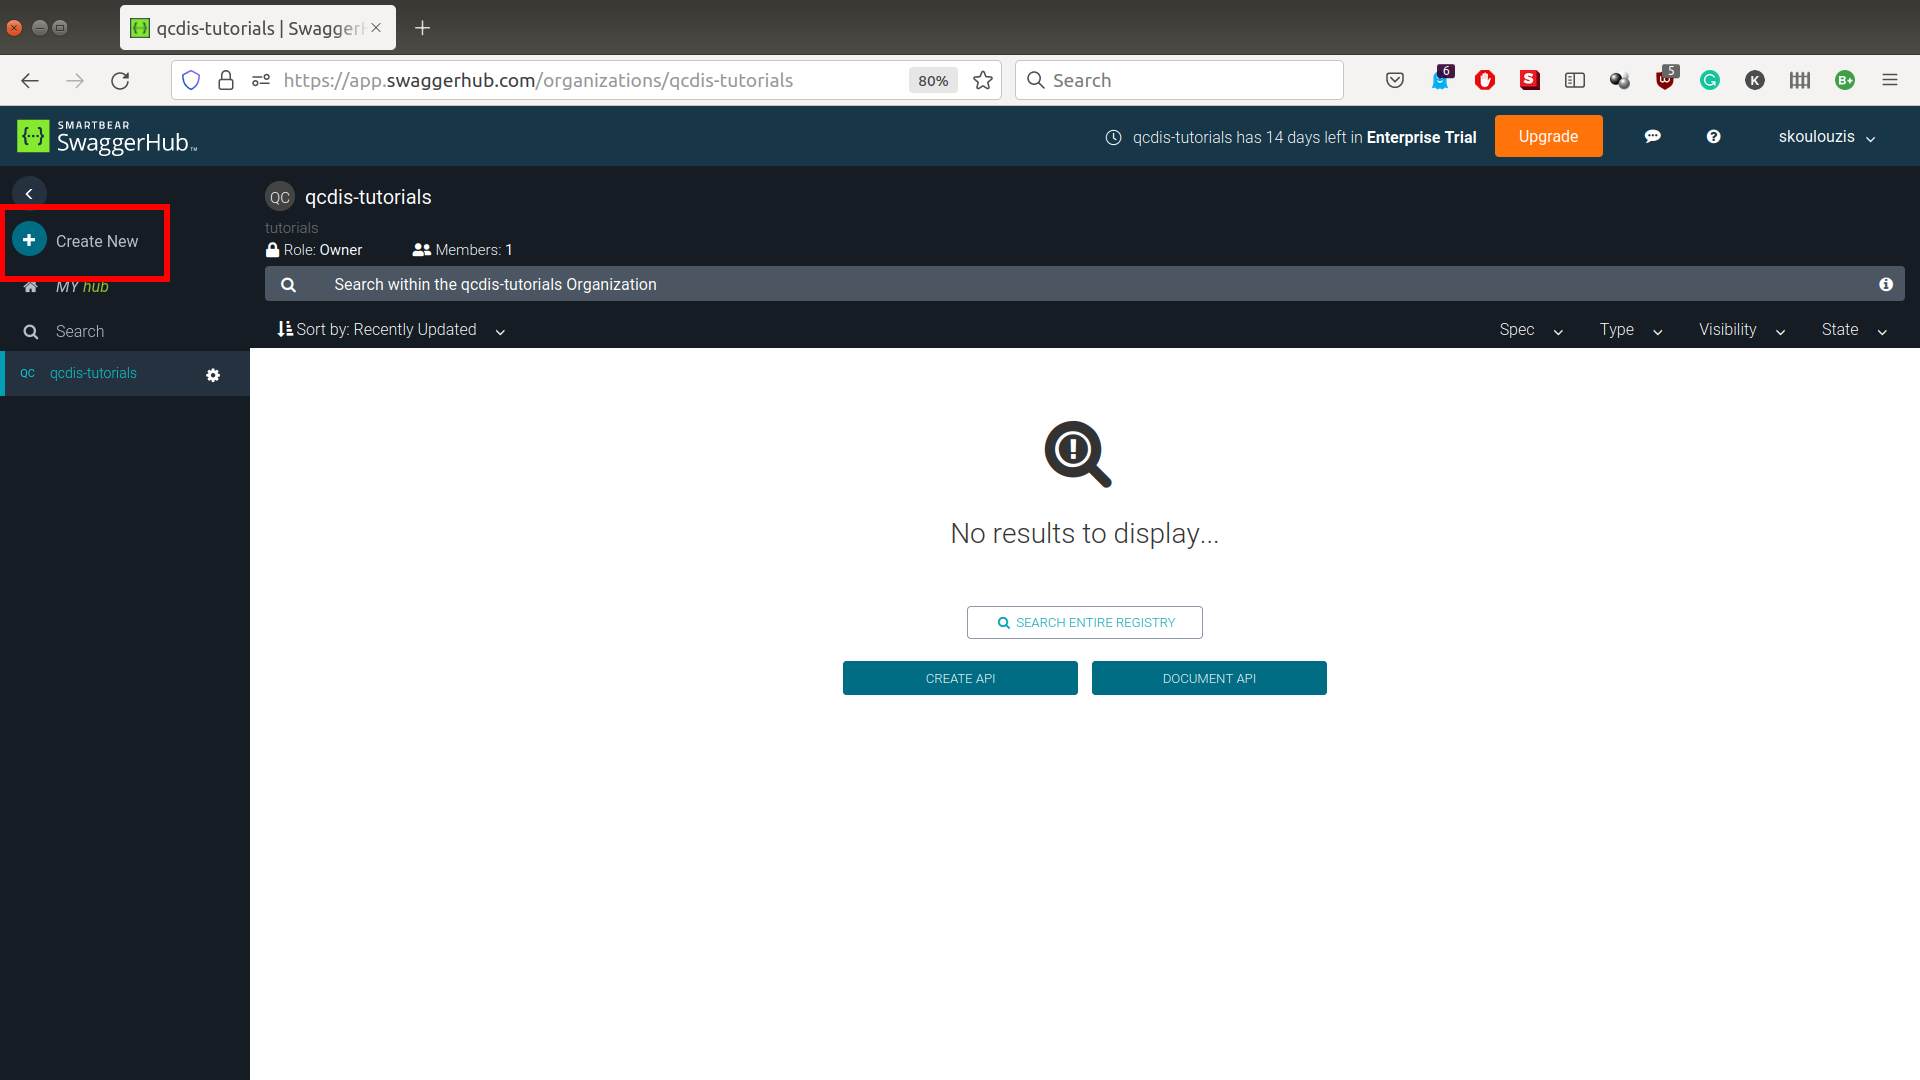 qcdis-tutorials | Swagger
https://app.swaggerhub.com/organizations/qcdis-tutorials
80%
Search
6
S
5
K
B+
SMARTBEAR
SwaggerHub™
qcdis-tutorials has 14 days left in Enterprise Trial
Upgrade
skoulouzis
Create New
MY hub
Search
QC qcdis-tutorials
QC qcdis-tutorials
tutorials
Role: Owner
Members: 1
Search within the qcdis-tutorials Organization
Sort by: Recently Updated
Spec
Type
Visibility
State
No results to display...
SEARCH ENTIRE REGISTRY
CREATE API
DOCUMENT API